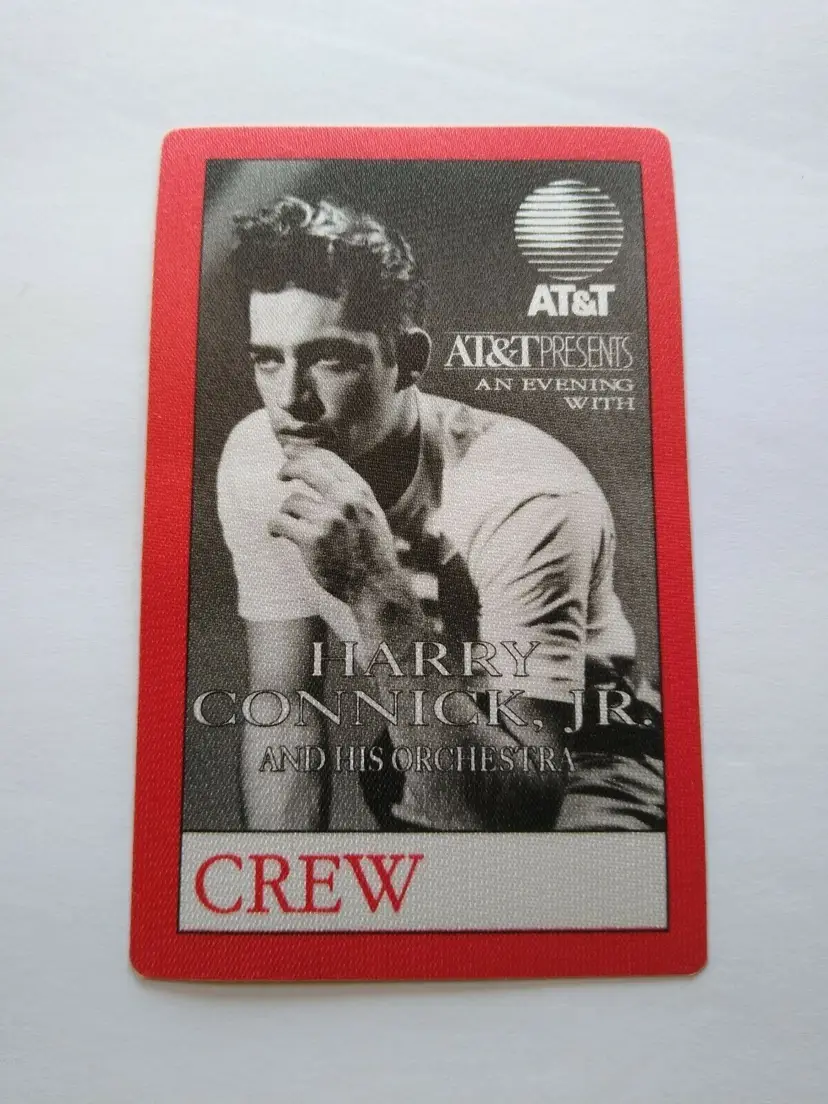 AT&T
AT&T PRESENTS
AN EVENING
WITH
HARRY
CONNICK, JR.
AND HIS ORCHESTRA
CREW